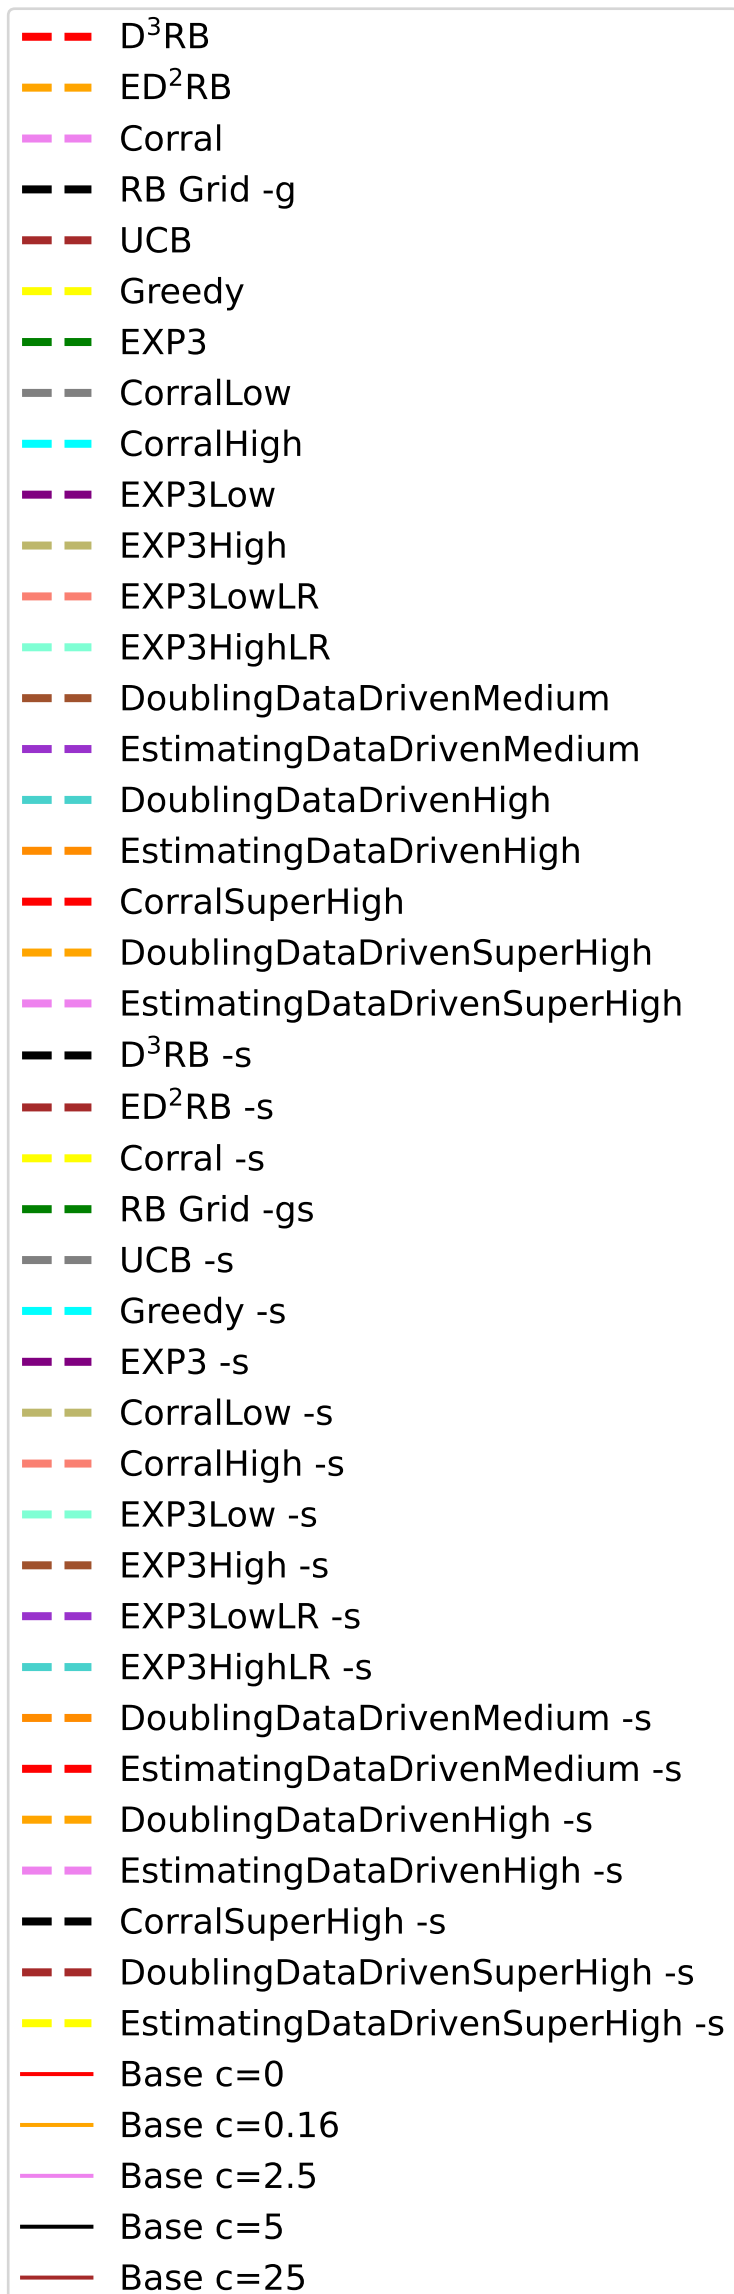 D³RB
ED²RB
Corral
RB Grid -g
UCB
Greedy
EXP3
CorralLow
CorralHigh
EXP3Low
EXP3High
EXP3LowLR
EXP3HighLR
DoublingDataDrivenMedium
EstimatingDataDrivenMedium
DoublingDataDrivenHigh
EstimatingDataDrivenHigh
CorralSuperHigh
DoublingDataDrivenSuperHigh
EstimatingDataDrivenSuperHigh
D³RB -s
ED²RB -s
Corral -s
RB Grid -gs
UCB -s
Greedy -s
EXP3 -s
CorralLow -s
CorralHigh -s
EXP3Low -s
EXP3High -s
EXP3LowLR -s
EXP3HighLR -s
DoublingDataDrivenMedium -s
EstimatingDataDrivenMedium -s
DoublingDataDrivenHigh -s
EstimatingDataDrivenHigh -s
CorralSuperHigh -s
DoublingDataDrivenSuperHigh -s
EstimatingDataDrivenSuperHigh -s
Base c=0
Base c=0.16
Base c=2.5
Base c=5
Base c=25